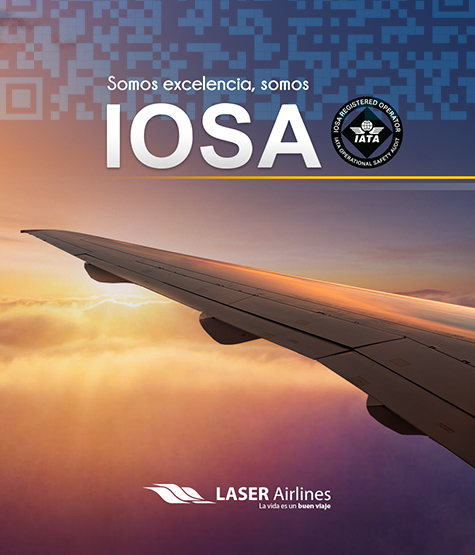 Somos excelencia, somos
IOSA
IOSA REGISTERED OPERATOR
IATA
IATA OPERATIONAL SAFETY AUDIT
LASER Airlines
La vida es un buen viaje